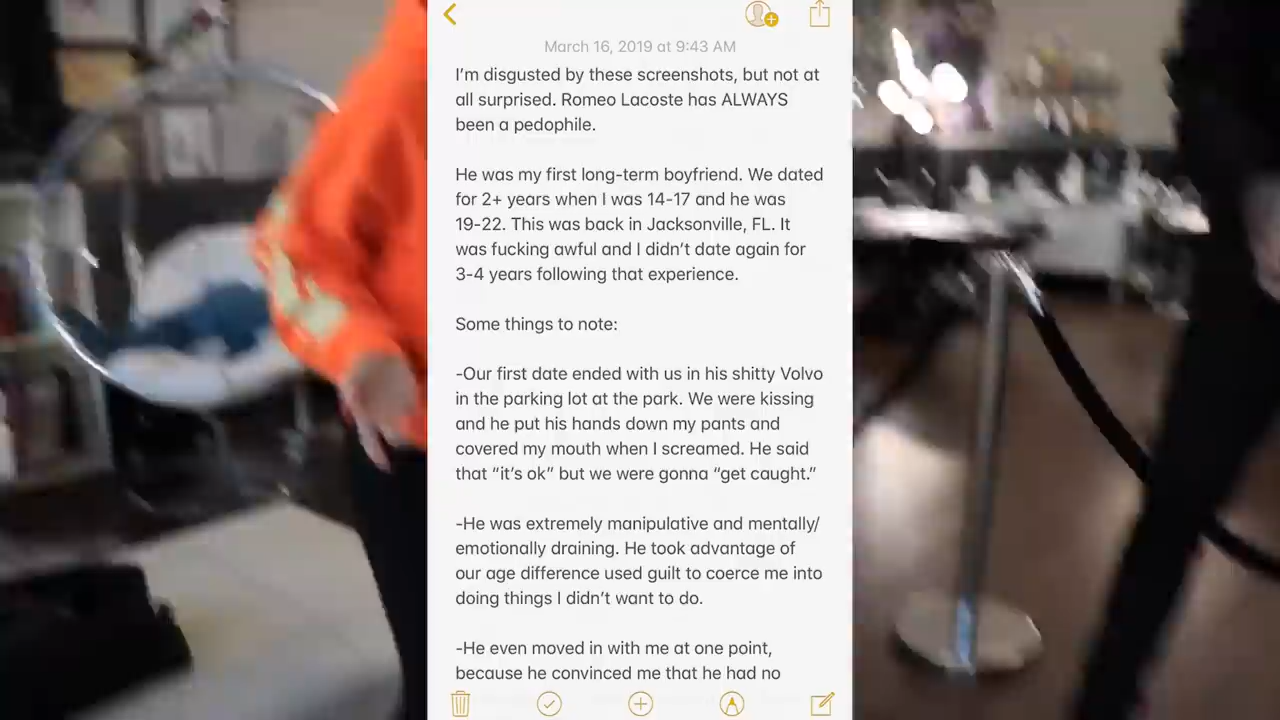 March 16, 2019 at 9:43 AM
I'm disgusted by these screenshots, but not at
all surprised. Romeo Lacoste has ALWAYS
been a pedophile.
He was my first long-term boyfriend. We dated
for 2+ years when I was 14-17 and he was
19-22. This was back in Jacksonville, FL. It
was fucking awful and I didn't date again for
3-4 years following that experience.
Some things to note:
-Our first date ended with us in his shitty Volvo
in the parking lot at the park. We were kissing
and he put his hands down my pants and
covered my mouth when I screamed. He said
that “it's ok” but we were gonna “get caught.”
-He was extremely manipulative and mentally/
emotionally draining. He took advantage of
our age difference used guilt to coerce me into
doing things I didn't want to do.
-He even moved in with me at one point,
because he convinced me that he had no